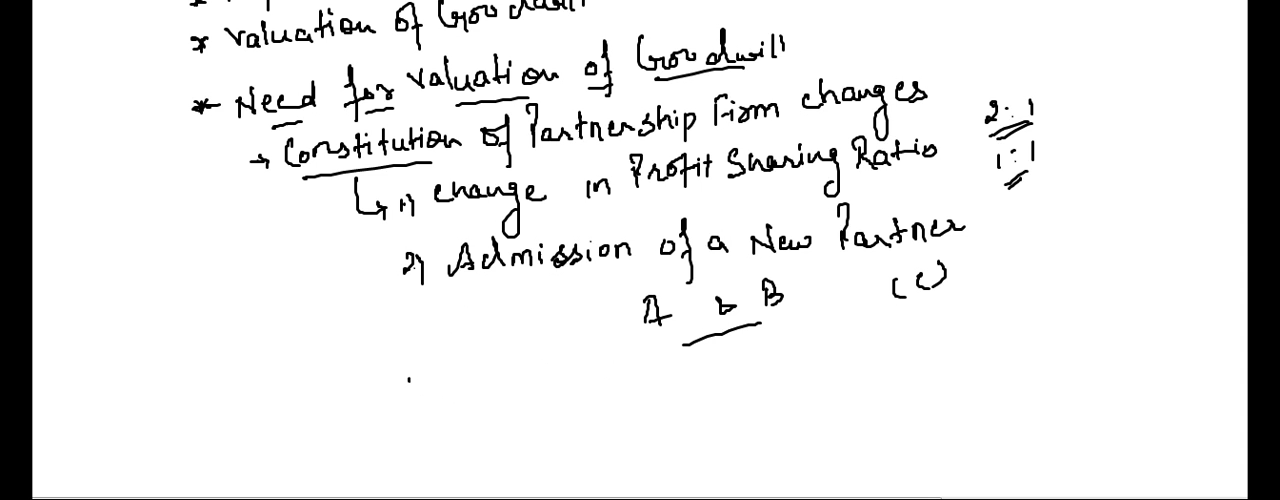 * Valuation of Goodwill
* Need for Valuation of Goodwill
→ Constitution of Partnership Firm changes 2:1
↳ 1) change in Profit Sharing Ratio 1:1
2) Admission of a New Partner
A & B (C)